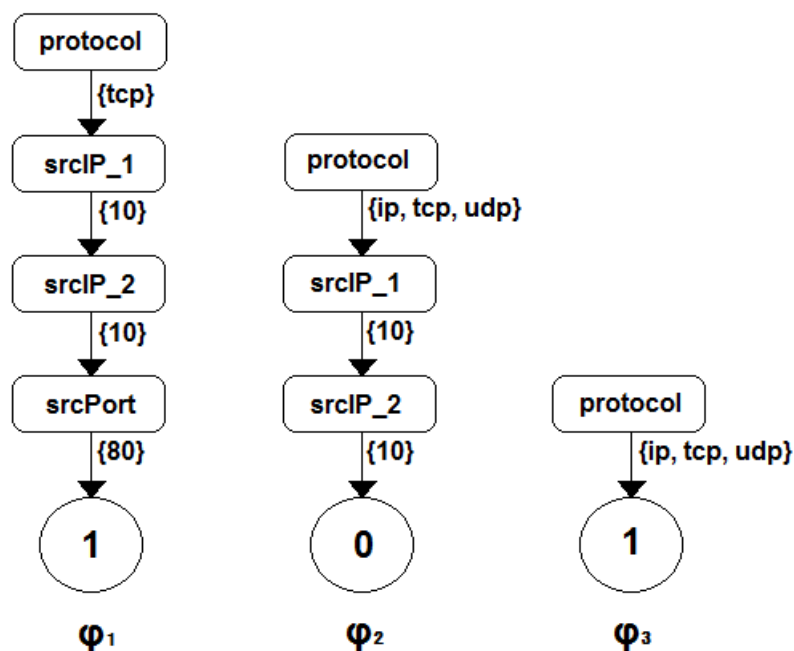 protocol
{tcp}
srcIP_1
{10}
srcIP_2
{10}
srcPort
{80}
1
φ1
protocol
{ip, tcp, udp}
srcIP_1
{10}
srcIP_2
{10}
0
φ2
protocol
{ip, tcp, udp}
1
φ3